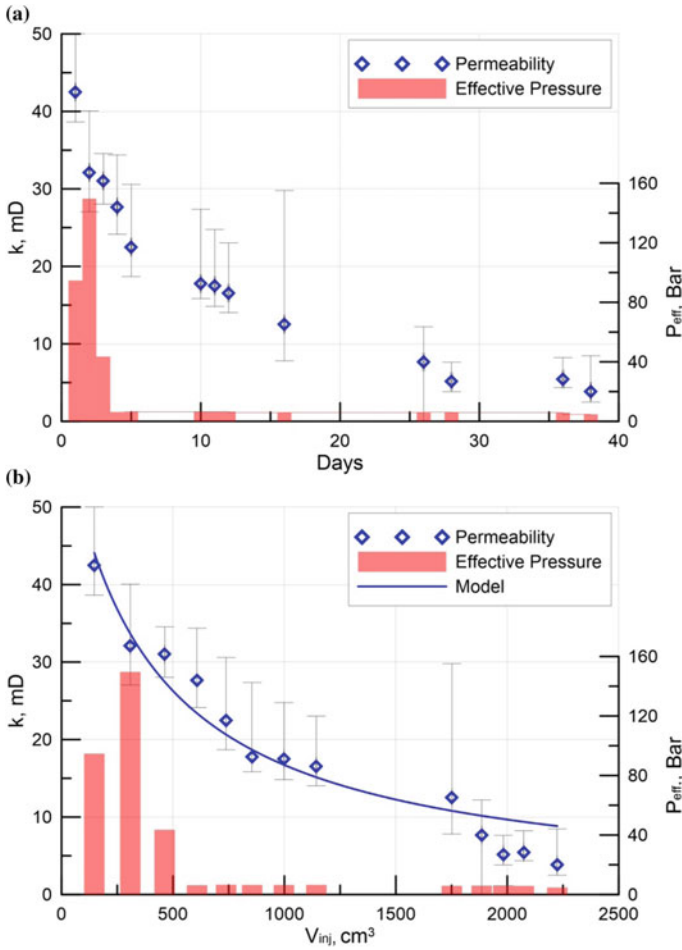 (a)
50
40
30
20
10
0
k, mD
Permeability
Effective Pressure
160
120
80
40
0
Peff, Bar
0
10
20
30
40
Days
(b)
50
40
30
20
10
0
k, mD
Permeability
Effective Pressure
Model
160
120
80
40
0
Peff, Bar
0
500
1000
1500
2000
2500
Vinj, cm³